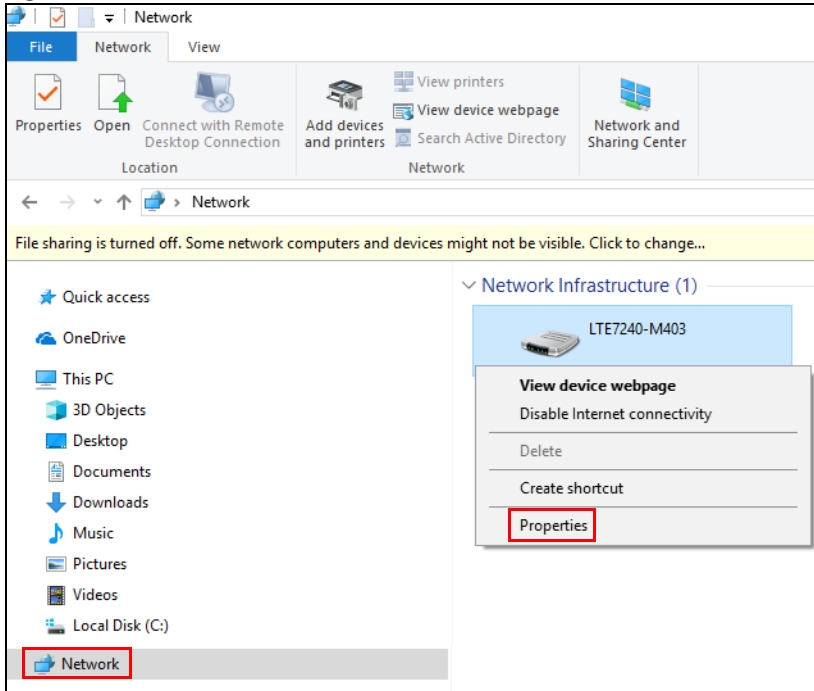 Network
File Network View
Properties Open Connect with Remote Desktop Connection
Add devices and printers
View printers
View device webpage
Search Active Directory
Network and Sharing Center
Location Network
Network
File sharing is turned off. Some network computers and devices might not be visible. Click to change...
Quick access
OneDrive
This PC
3D Objects
Desktop
Documents
Downloads
Music
Pictures
Videos
Local Disk (C:)
Network
Network Infrastructure (1)
LTE7240-M403
View device webpage
Disable Internet connectivity
Delete
Create shortcut
Properties